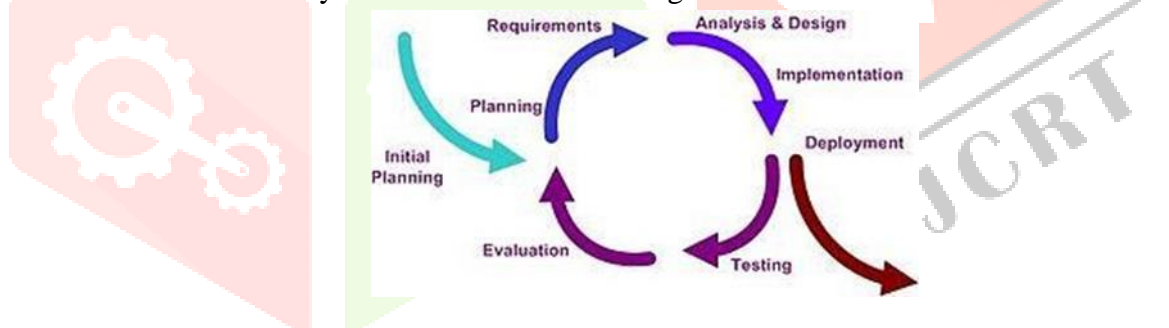 Requirements
Analysis & Design
Implementation
Planning
Deployment
Initial
Planning
Evaluation
Testing
JCRT